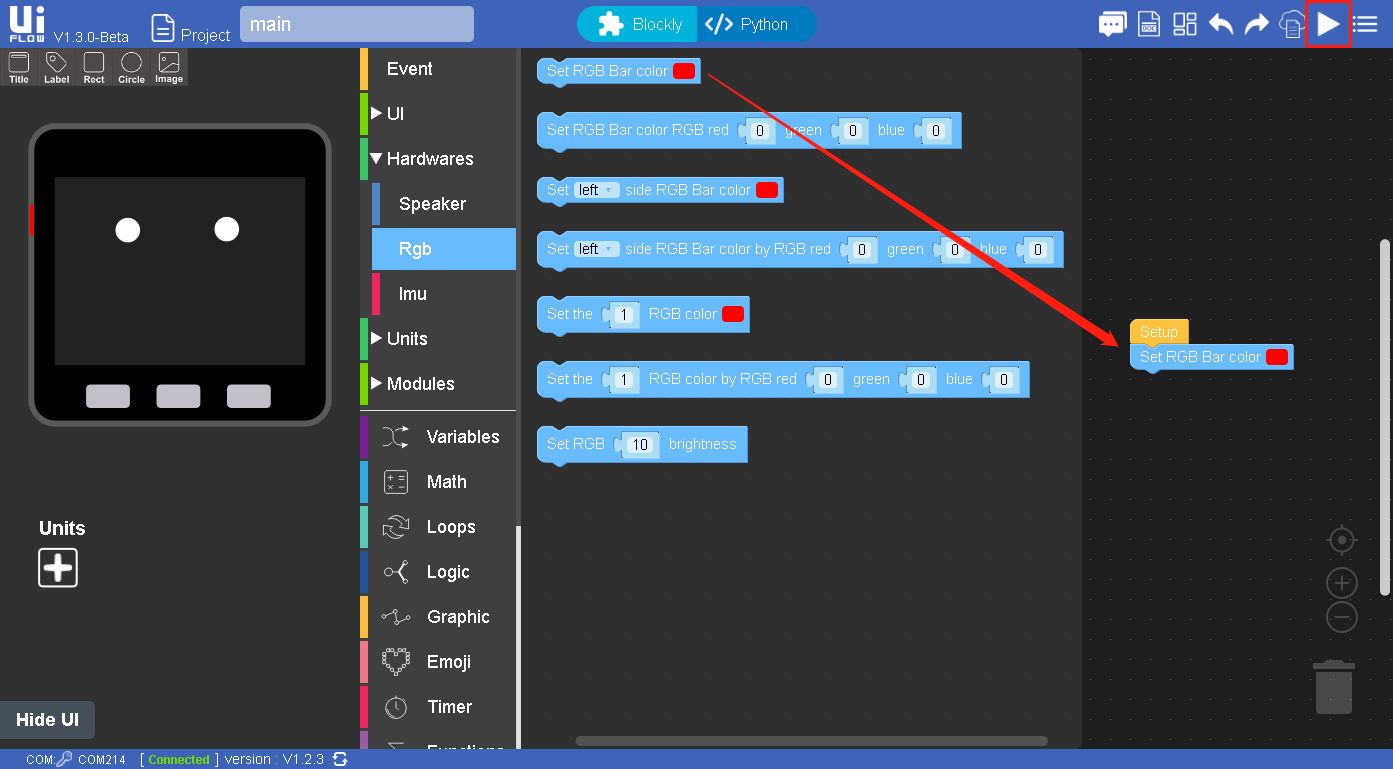 Ui
FLOW V1.3.0-Beta
Project main
Blockly Python
DOC
Title Label Rect Circle Image
Units
Hide UI
Event
UI
Hardwares
Speaker
Rgb
Imu
Units
Modules
Variables
Math
Loops
Logic
Graphic
Emoji
Timer
Functions
Set RGB Bar color
Set RGB Bar color RGB red 0 green 0 blue 0
Set left side RGB Bar color
Set left side RGB Bar color by RGB red 0 green 0 blue 0
Set the 1 RGB color
Set the 1 RGB color by RGB red 0 green 0 blue 0
Set RGB 10 brightness
Setup
Set RGB Bar color
COM: COM214 [ Connected ] version : V1.2.3